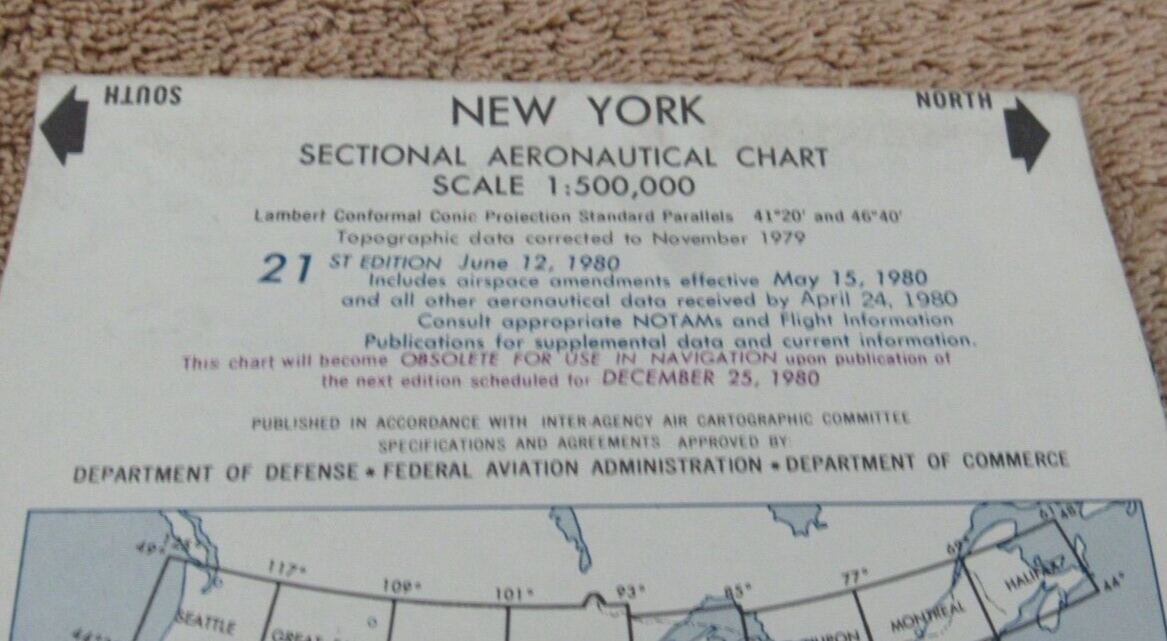 SOUTH
NORTH
NEW YORK
SECTIONAL AERONAUTICAL CHART
SCALE 1:500,000
Lambert Conformal Conic Projection Standard Parallels 41°20' and 46°40'
Topographic data corrected to November 1979
21 ST EDITION June 12, 1980
Includes airspace amendments effective May 15, 1980
and all other aeronautical data received by April 24, 1980
Consult appropriate NOTAMs and Flight Information
Publications for supplemental data and current information.
This chart will become OBSOLETE FOR USE IN NAVIGATION upon publication of
the next edition scheduled for DECEMBER 25, 1980
PUBLISHED IN ACCORDANCE WITH INTER-AGENCY AIR CARTOGRAPHIC COMMITTEE
SPECIFICATIONS AND AGREEMENTS APPROVED BY:
DEPARTMENT OF DEFENSE * FEDERAL AVIATION ADMINISTRATION * DEPARTMENT OF COMMERCE
49°
117°
109°
101°
93°
85°
77°
69°
44°
SEATTLE
GREAT
MONTREAL
HALIFAX